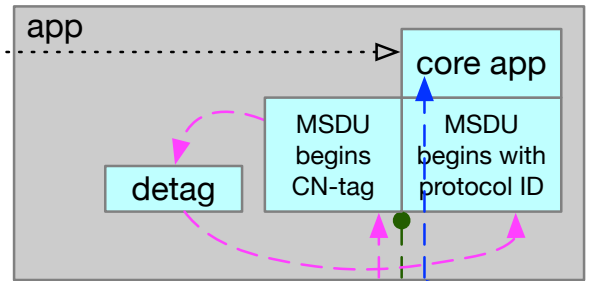 app
core app
MSDU
begins
CN-tag
MSDU
begins with
protocol ID
detag